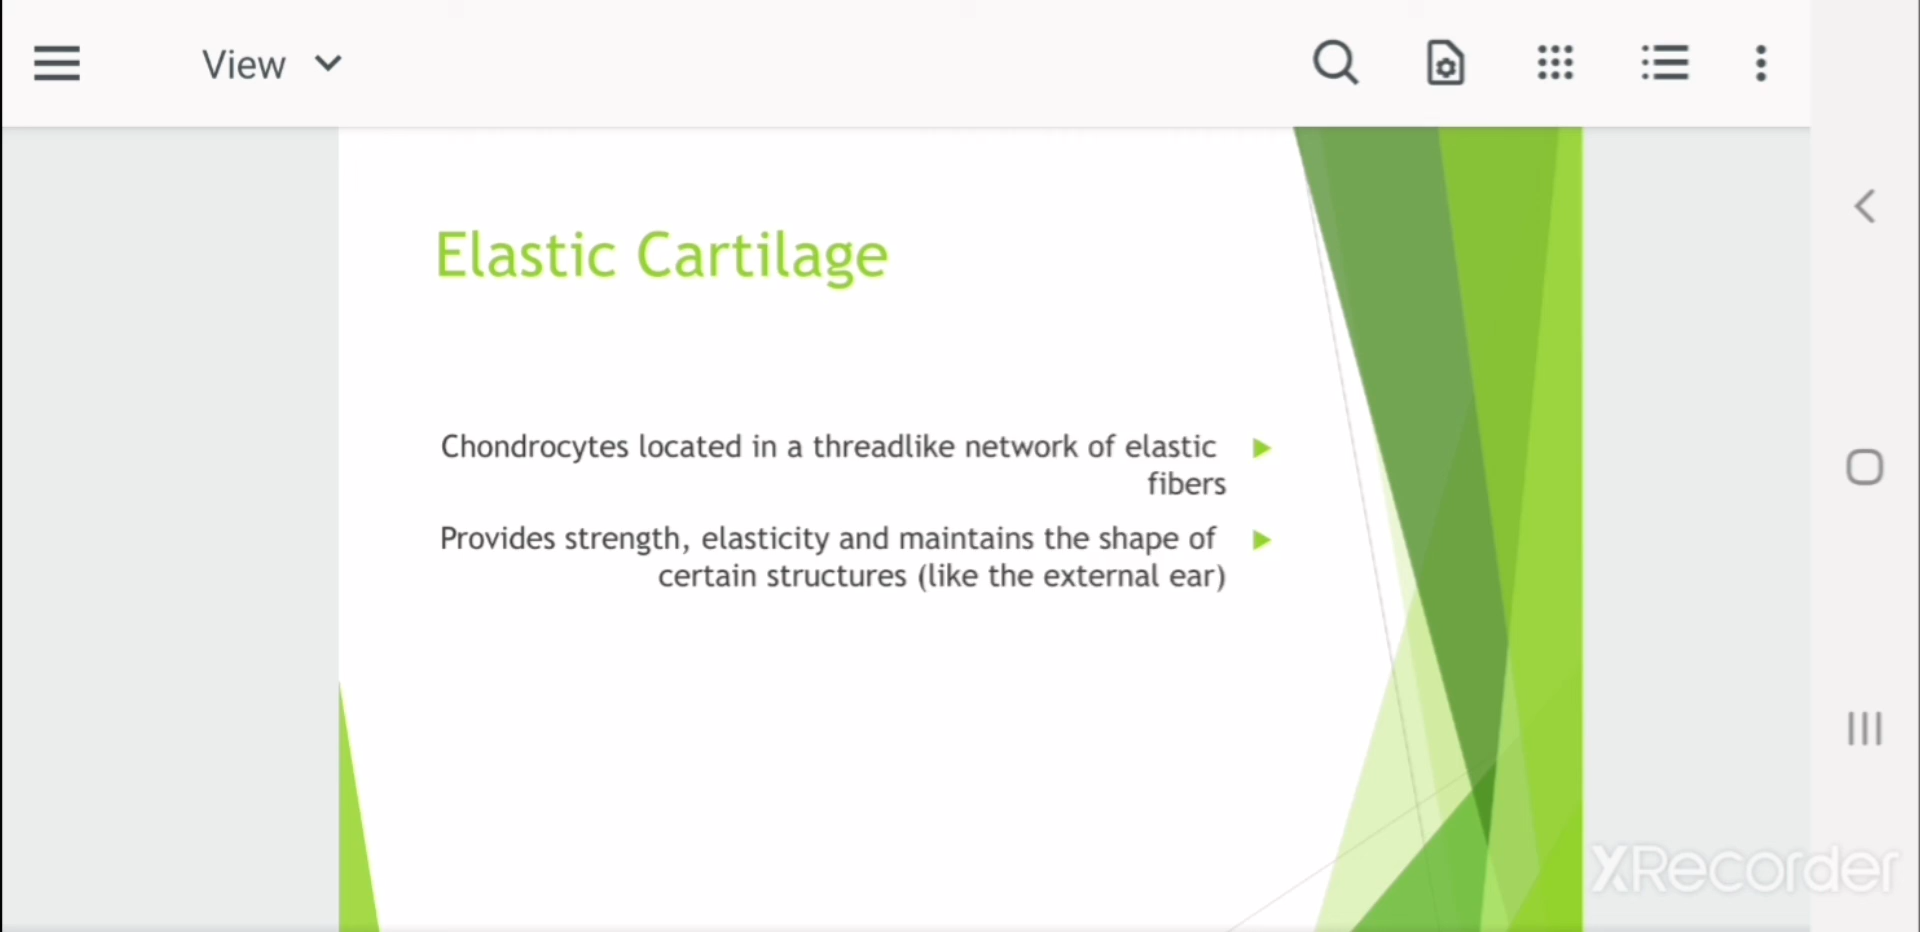 View
Elastic Cartilage
Chondrocytes located in a threadlike network of elastic
fibers
Provides strength, elasticity and maintains the shape of
certain structures (like the external ear)
XRecorder